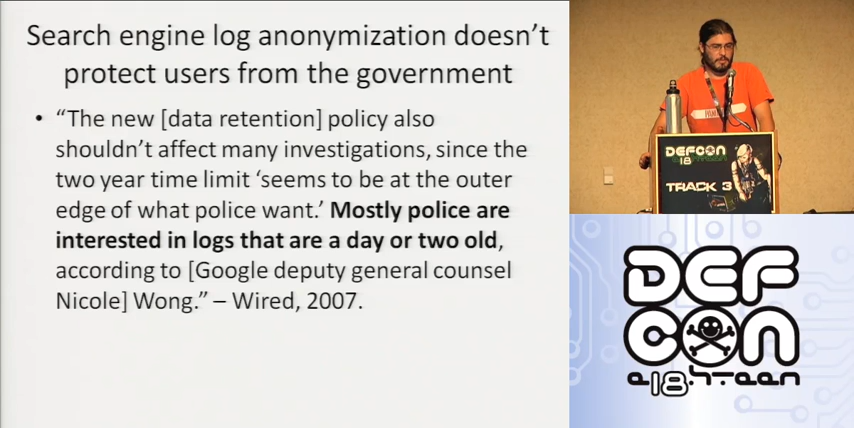 Search engine log anonymization doesn't
protect users from the government
• “The new [data retention] policy also
shouldn't affect many investigations, since the
two year time limit ‘seems to be at the outer
edge of what police want.’ Mostly police are
interested in logs that are a day or two old,
according to [Google deputy general counsel
Nicole] Wong.” – Wired, 2007.
DEFCON
18
TRACK 3
DEF
CON
e18hteen